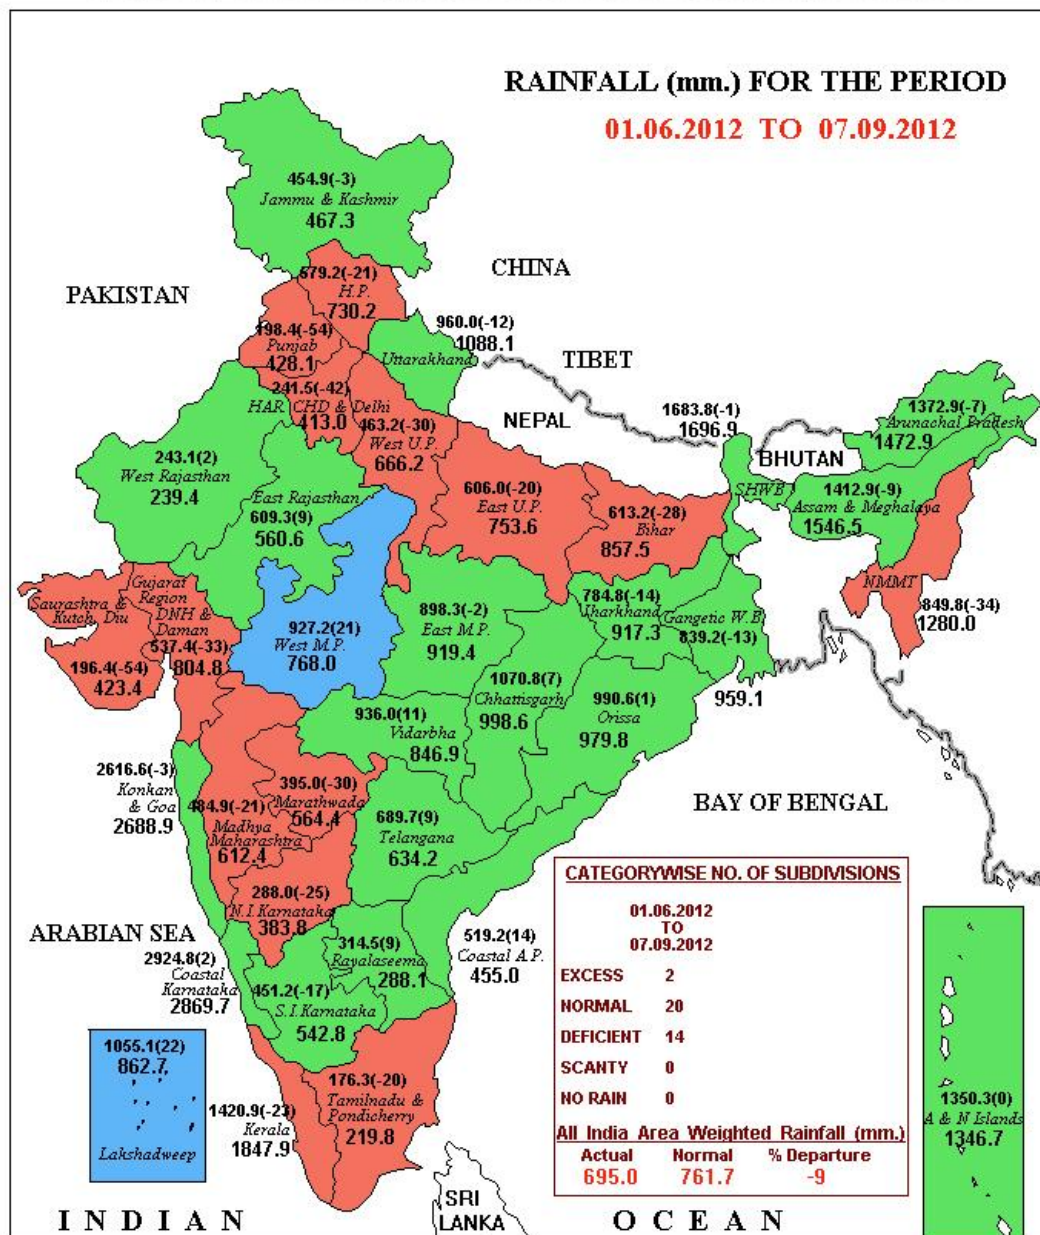 RAINFALL (mm.) FOR THE PERIOD
01.06.2012 TO 07.09.2012
454.9(-3)
Jammu & Kashmir
467.3
CHINA
PAKISTAN
579.2(-21)
H.P.
730.2
960.0(-12)
1088.1
Uttarakhand
198.4(-54)
Punjab
428.1
TIBET
241.5(-42)
HAR. CHD & Delhi
413.0
NEPAL
463.2(-30)
West U.P.
666.2
1683.8(-1)
1696.9
SHWB
BHUTAN
1372.9(-7)
Arunachal Pradesh
1472.9
243.1(2)
West Rajasthan
239.4
East Rajasthan
609.3(9)
560.6
606.0(-20)
East U.P.
753.6
613.2(-28)
Bihar
857.5
1412.9(-9)
Assam & Meghalaya
1546.5
NMMT
849.8(-34)
1280.0
Saurashtra &
Kutch, Diu
196.4(-54)
423.4
Gujarat
Region
DNH &
Daman
537.4(-33)
804.8
927.2(21)
West M.P.
768.0
898.3(-2)
East M.P.
919.4
784.8(-14)
Jharkhand
917.3
Gangetic W.B
839.2(-13)
959.1
1070.8(7)
Chhattisgarh
998.6
990.6(1)
Orissa
979.8
936.0(11)
Vidarbha
846.9
2616.6(-3)
Konkan
& Goa
2688.9
484.9(-21)
Madhya
Maharashtra
612.4
395.0(-30)
Marathwada
564.4
689.7(9)
Telangana
634.2
BAY OF BENGAL
288.0(-25)
N.I.Karnataka
383.8
ARABIAN SEA
2924.8(2)
Coastal
Karnataka
2869.7
314.5(9)
Rayalaseema
288.1
519.2(14)
Coastal A.P.
455.0
451.2(-17)
S.I.Karnataka
542.8
CATEGORYWISE NO. OF SUBDIVISIONS
01.06.2012
TO
07.09.2012
EXCESS 2
NORMAL 20
DEFICIENT 14
SCANTY 0
NO RAIN 0
All India Area Weighted Rainfall (mm.)
Actual Normal % Departure
695.0 761.7 -9
1055.1(22)
862.7
Lakshadweep
1420.9(-23)
Kerala
1847.9
176.3(-20)
Tamilnadu &
Pondicherry
219.8
1350.3(0)
A & N Islands
1346.7
SRI
LANKA
INDIAN OCEAN